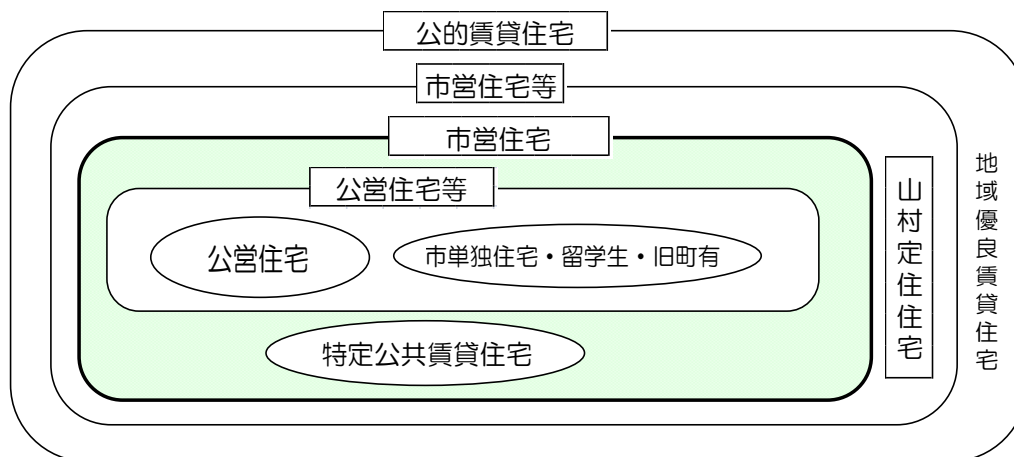 公的賃貸住宅
市営住宅等
市営住宅
公営住宅等
公営住宅
市単独住宅・留学生・旧町有
特定公共賃貸住宅
山村定住住宅
地域優良賃貸住宅